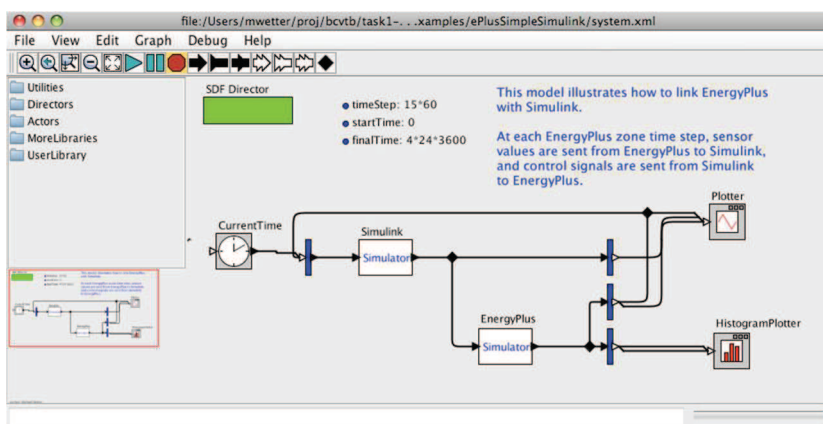 file:/Users/mwetter/proj/bcvtb/task1-. . .xamples/ePlusSimpleSimulink/system.xml
File View Edit Graph Debug Help
Utilities
Directors
Actors
MoreLibraries
UserLibrary
SDF Director
timeStep: 15*60
startTime: 0
finalTime: 4*24*3600
This model illustrates how to link EnergyPlus
with Simulink.
At each EnergyPlus zone time step, sensor
values are sent from EnergyPlus to Simulink,
and control signals are sent from Simulink
to EnergyPlus.
CurrentTime
Simulink
Simulator
Plotter
EnergyPlus
Simulator
HistogramPlotter